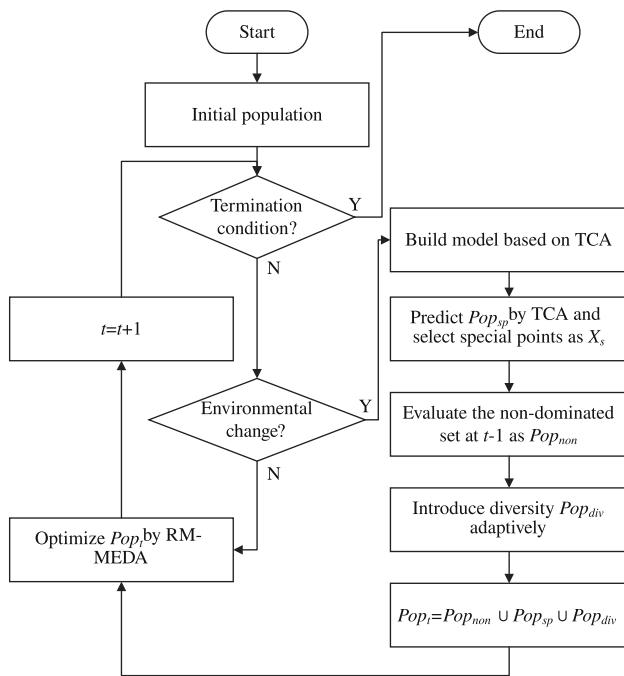 Start
End
Initial population
Termination
condition?
Y
N
Build model based on TCA
Predict Pop_sp by TCA and
select special points as X_s
t=t+1
Environmental
change?
Y
N
Evaluate the non-dominated
set at t-1 as Pop_non
Introduce diversity Pop_div
adaptively
Optimize Pop_t by RM-
MEDA
Pop_t=Pop_non ∪ Pop_sp ∪ Pop_div